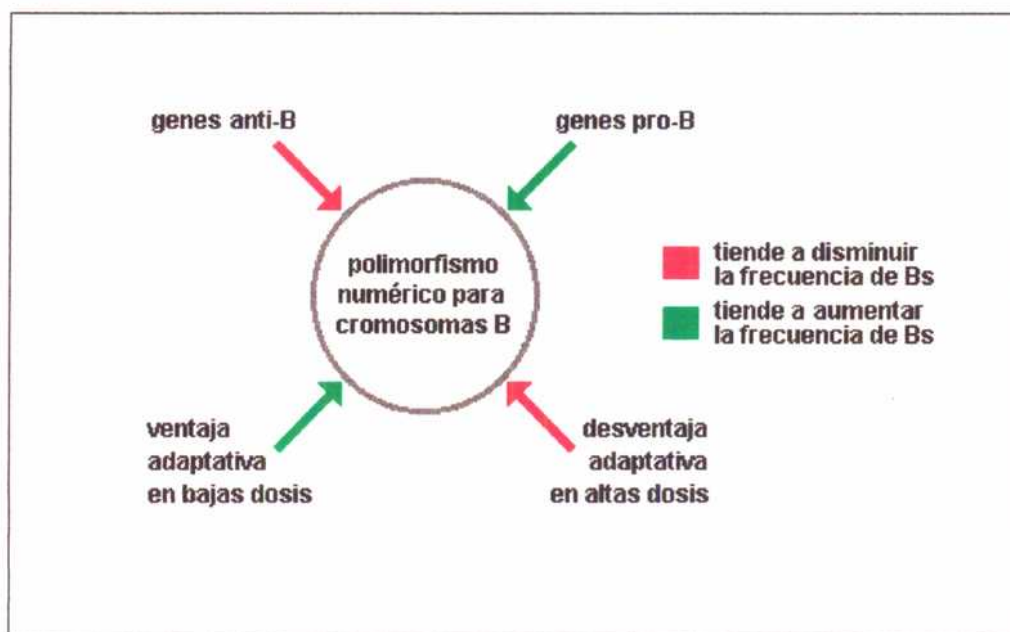 genes anti-B
genes pro-B
polimorfismo
numérico para
cromosomas B
tiende a disminuir
la frecuencia de Bs
tiende a aumentar
la frecuencia de Bs
ventaja
adaptativa
en bajas dosis
desventaja
adaptativa
en altas dosis